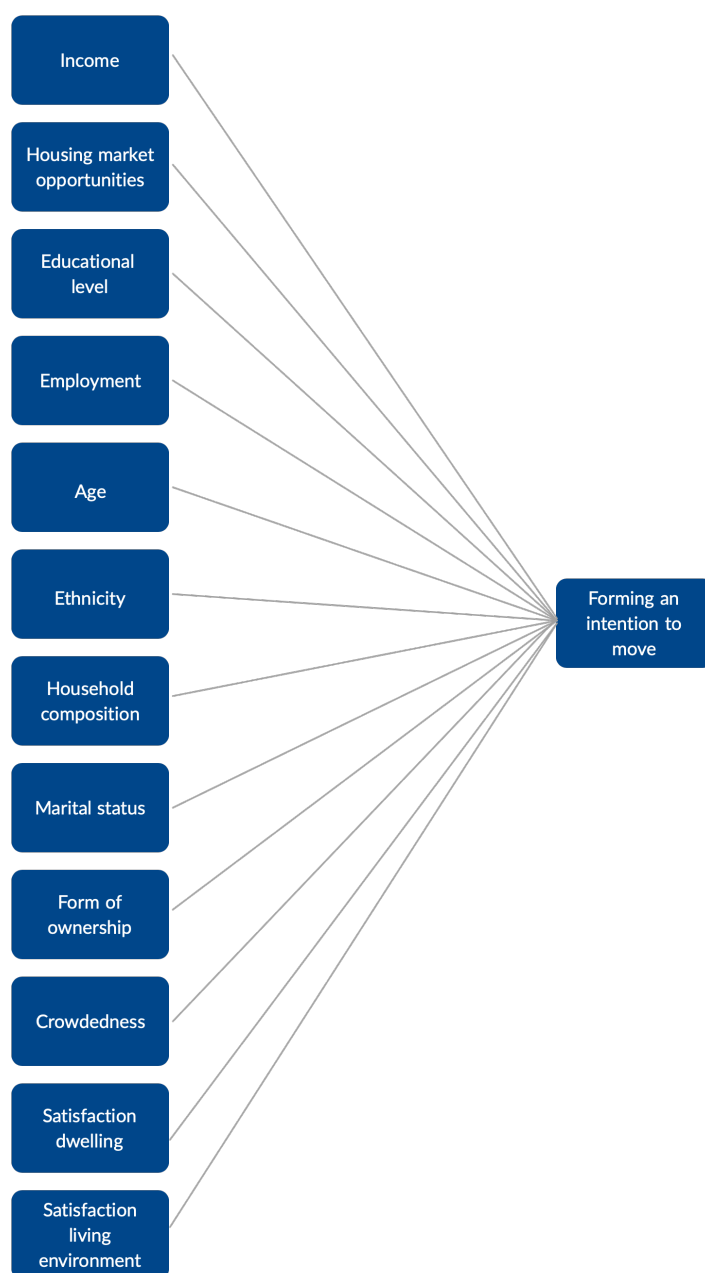 Income
Housing market
opportunities
Educational
level
Employment
Age
Ethnicity
Household
composition
Marital status
Form of
ownership
Crowdedness
Satisfaction
dwelling
Satisfaction
living
environment
Forming an
intention to
move